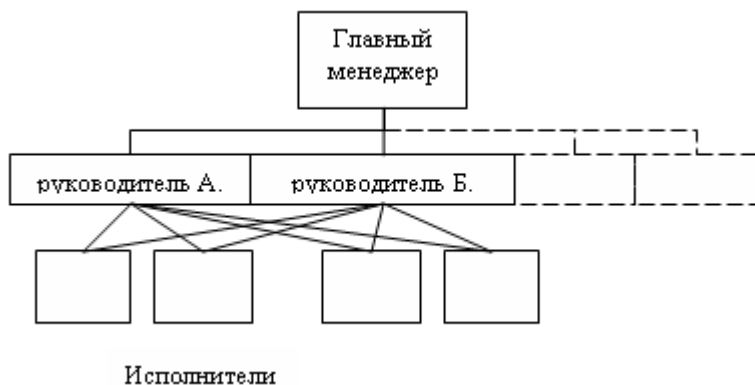 Главный
менеджер
руководитель А.
руководитель Б.
Исполнители